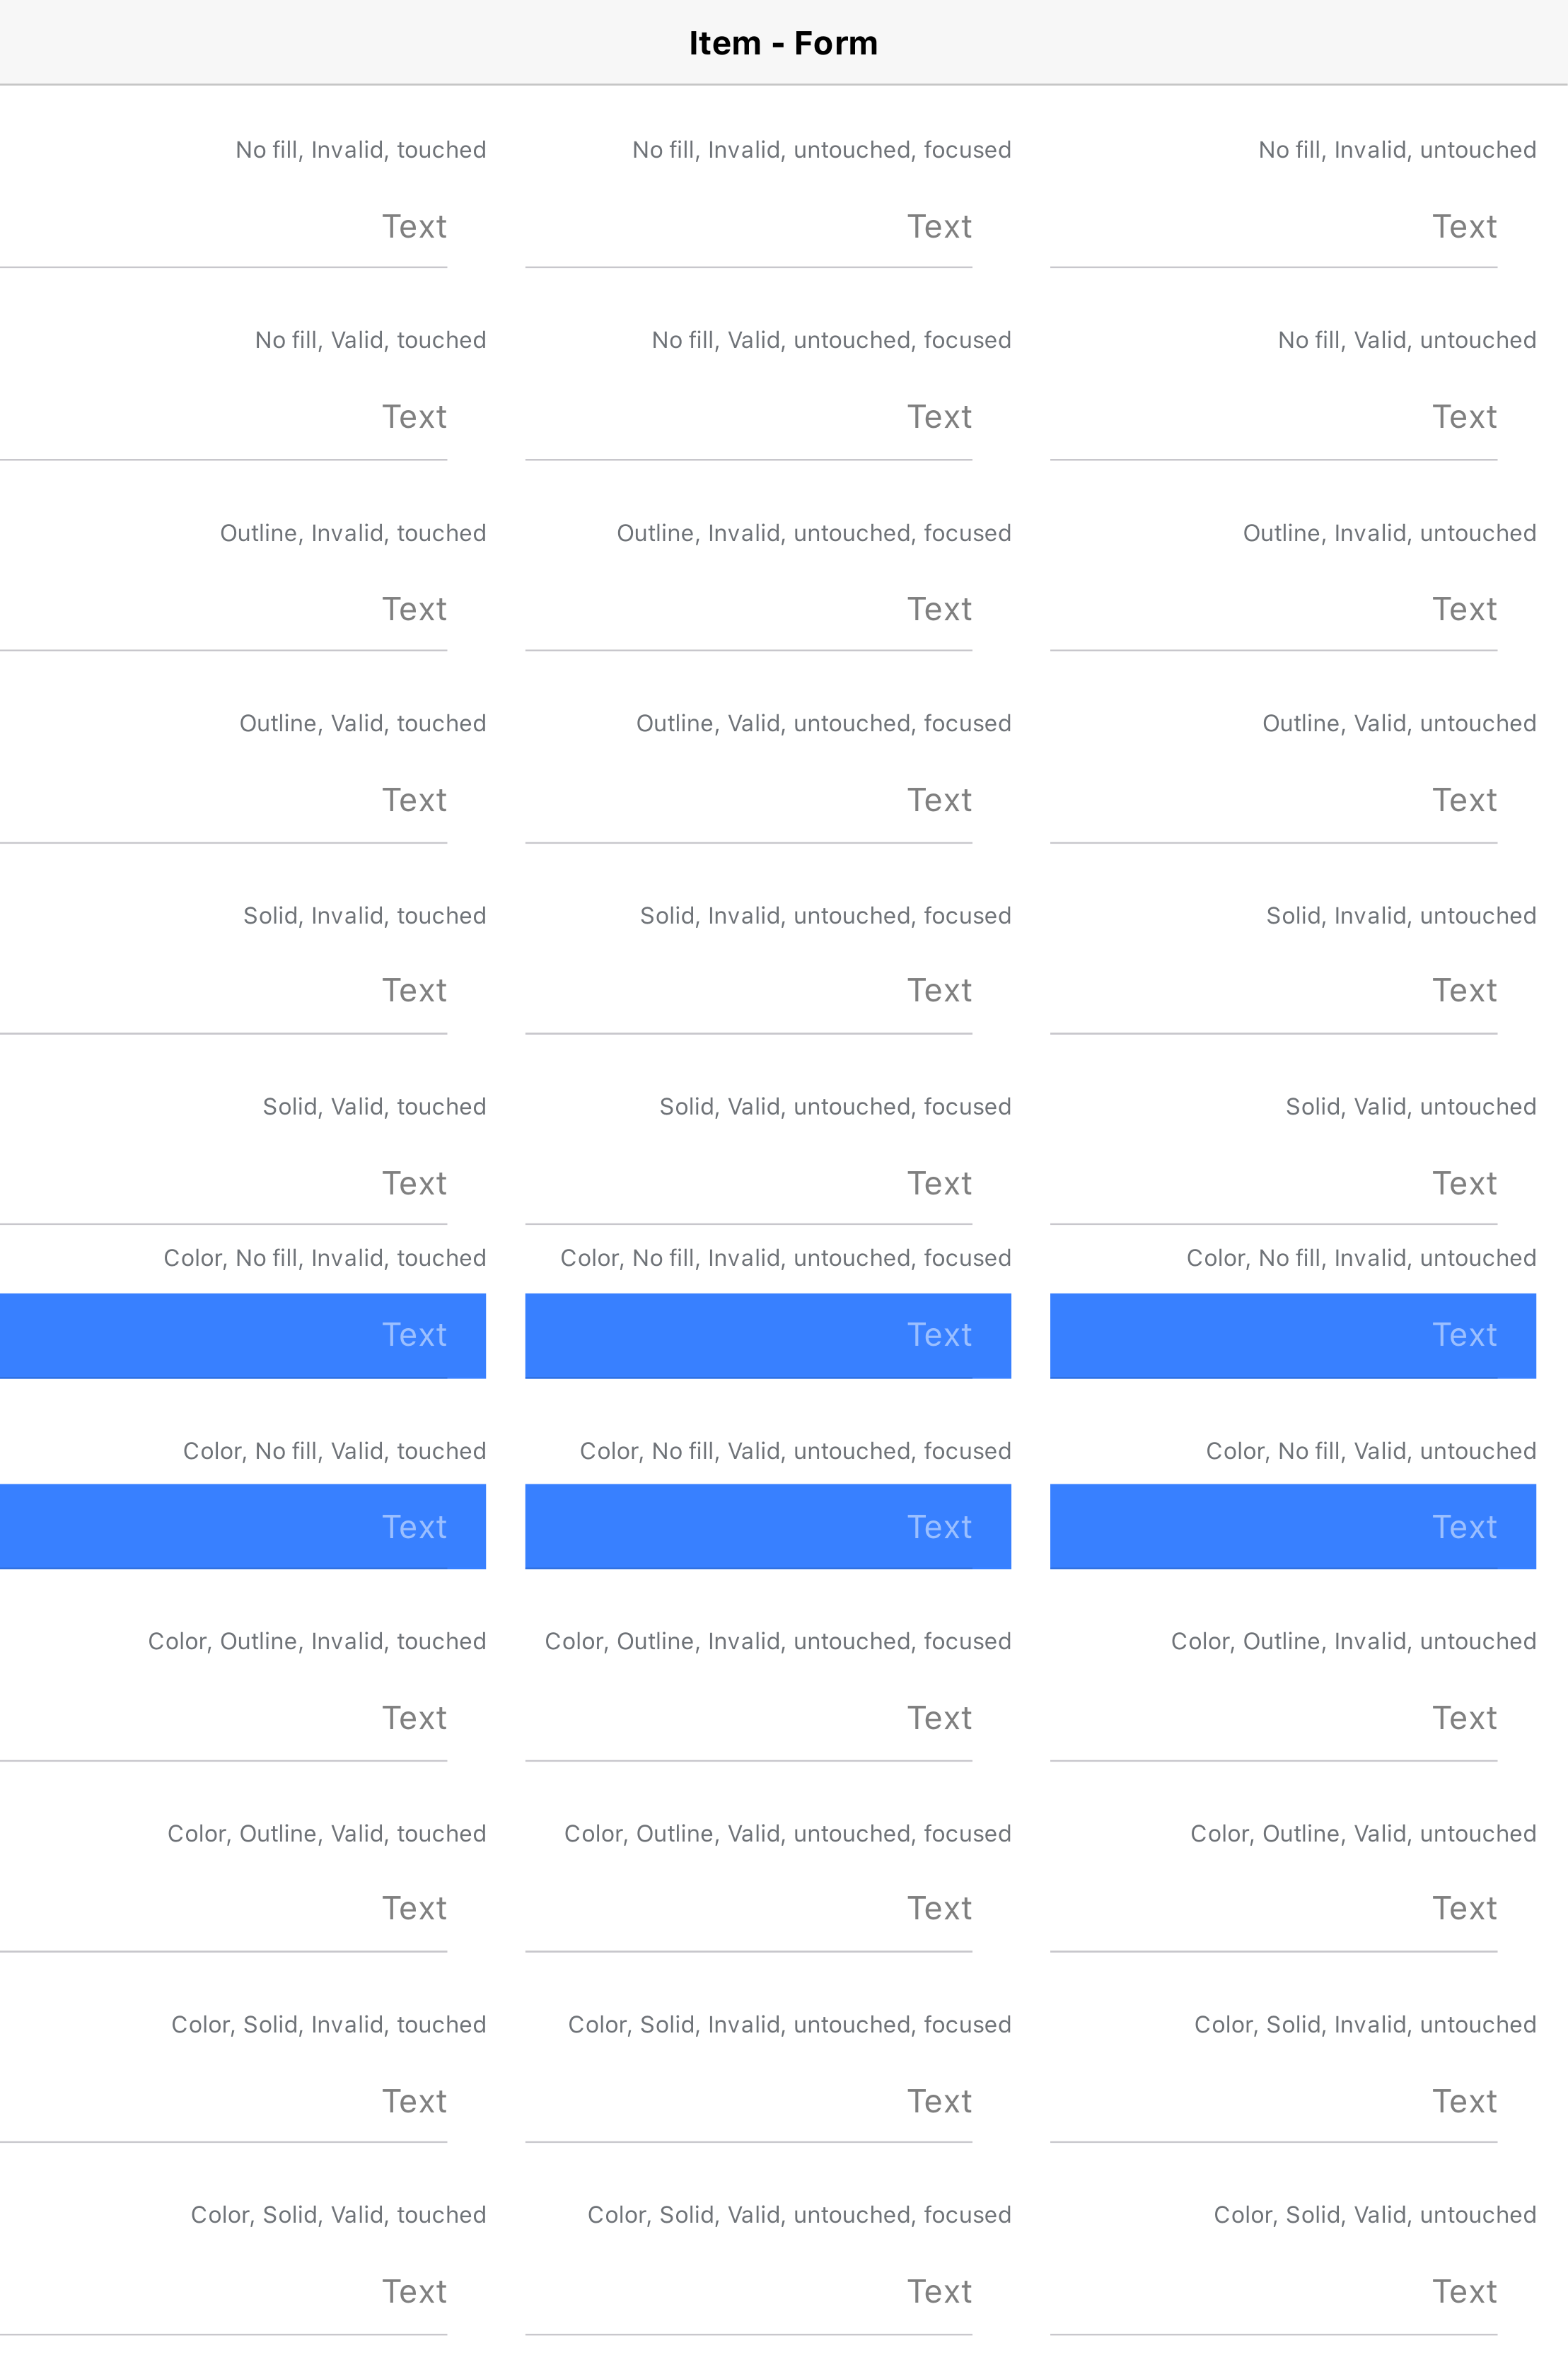 Item - Form
No fill, Invalid, touched No fill, Invalid, untouched, focused No fill, Invalid, untouched
Text Text Text
No fill, Valid, touched No fill, Valid, untouched, focused No fill, Valid, untouched
Text Text Text
Outline, Invalid, touched Outline, Invalid, untouched, focused Outline, Invalid, untouched
Text Text Text
Outline, Valid, touched Outline, Valid, untouched, focused Outline, Valid, untouched
Text Text Text
Solid, Invalid, touched Solid, Invalid, untouched, focused Solid, Invalid, untouched
Text Text Text
Solid, Valid, touched Solid, Valid, untouched, focused Solid, Valid, untouched
Text Text Text
Color, No fill, Invalid, touched Color, No fill, Invalid, untouched, focused Color, No fill, Invalid, untouched
Text Text Text
Color, No fill, Valid, touched Color, No fill, Valid, untouched, focused Color, No fill, Valid, untouched
Text Text Text
Color, Outline, Invalid, touched Color, Outline, Invalid, untouched, focused Color, Outline, Invalid, untouched
Text Text Text
Color, Outline, Valid, touched Color, Outline, Valid, untouched, focused Color, Outline, Valid, untouched
Text Text Text
Color, Solid, Invalid, touched Color, Solid, Invalid, untouched, focused Color, Solid, Invalid, untouched
Text Text Text
Color, Solid, Valid, touched Color, Solid, Valid, untouched, focused Color, Solid, Valid, untouched
Text Text Text